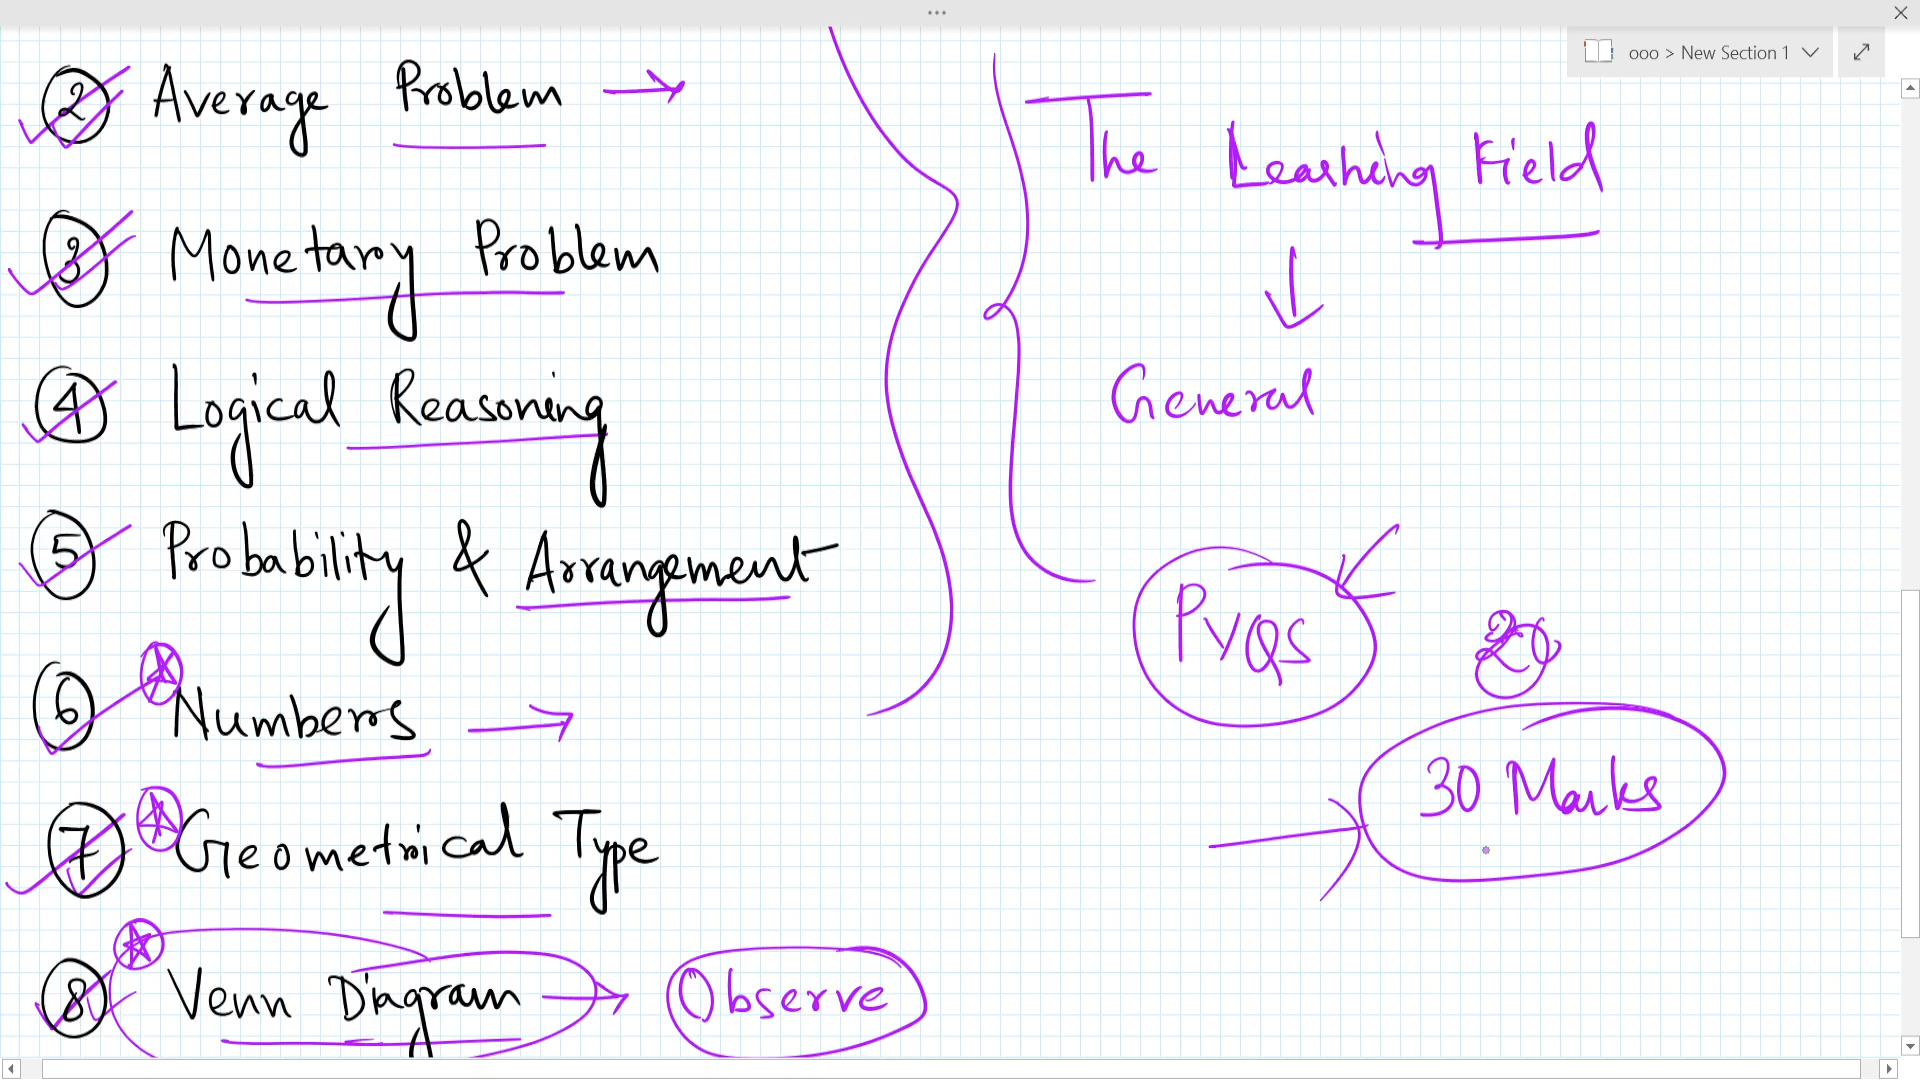 ooo > New Section 1
② Average Problem →
③ Monetary Problem
④ Logical Reasoning
⑤ Probability & Arrangement
⑥ Numbers →
⑦ Geometrical Type
⑧ Venn Diagram → Observe
The Learning Field
↓
General
PYQS
30 Marks